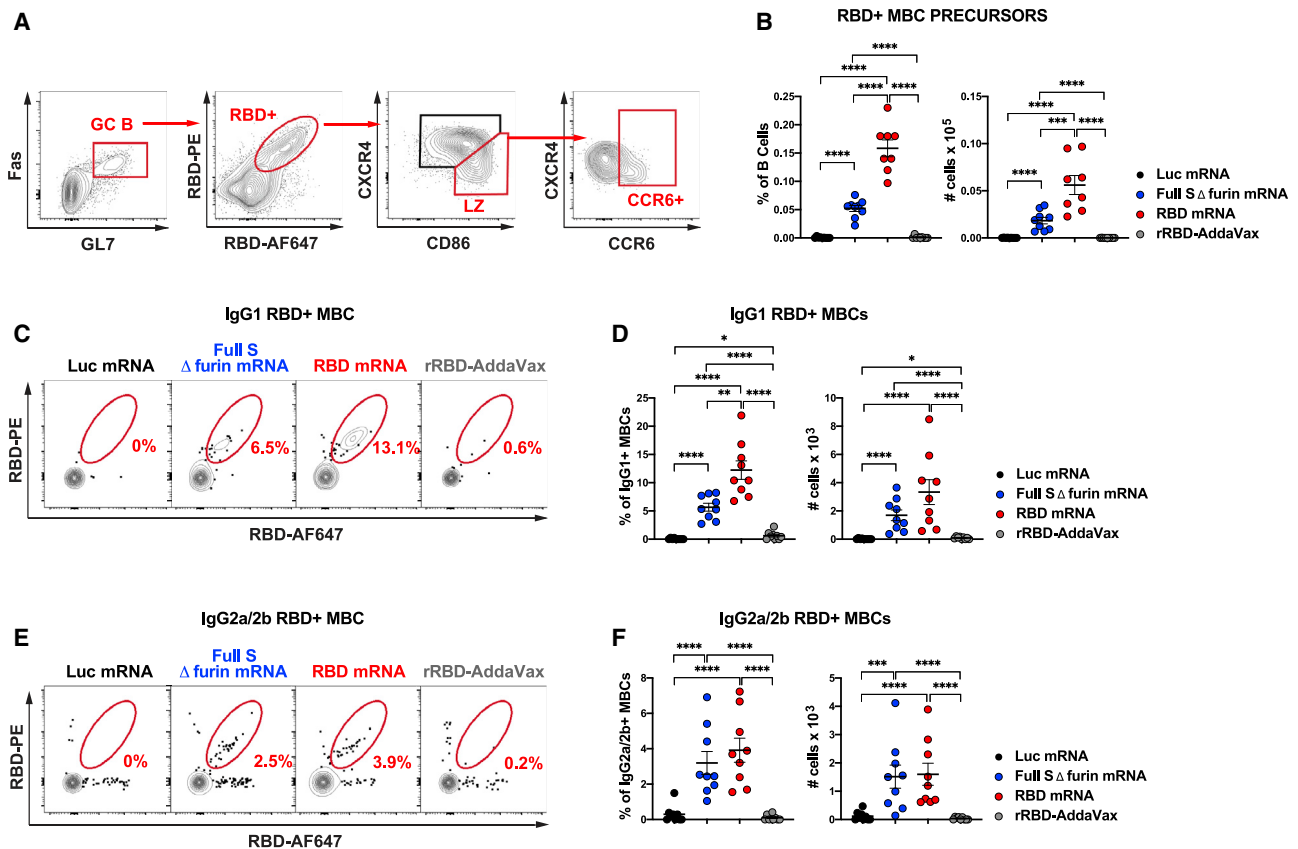 A
GC B
Fas
GL7
RBD+
RBD-PE
RBD-AF647
CXCR4
LZ
CD86
CXCR4
CCR6+
CCR6
B
RBD+ MBC PRECURSORS
****
****
****
****
****
% of B Cells
0.25
0.20
0.15
0.10
0.05
0.00
****
****
***
****
****
# cells x 10⁵
0.15
0.10
0.05
0.00
Luc mRNA
Full S Δ furin mRNA
RBD mRNA
rRBD-AddaVax
C
IgG1 RBD+ MBC
Luc mRNA
Full S
Δ furin mRNA
RBD mRNA
rRBD-AddaVax
RBD-PE
0%
6.5%
13.1%
0.6%
RBD-AF647
D
IgG1 RBD+ MBCs
*
****
****
**
****
****
% of IgG1+ MBCs
25
20
15
10
5
0
*
****
****
****
****
# cells x 10³
10
8
6
4
2
0
Luc mRNA
Full S Δ furin mRNA
RBD mRNA
rRBD-AddaVax
E
IgG2a/2b RBD+ MBC
Luc mRNA
Full S
Δ furin mRNA
RBD mRNA
rRBD-AddaVax
RBD-PE
0%
2.5%
3.9%
0.2%
RBD-AF647
F
IgG2a/2b RBD+ MBCs
****
****
****
****
% of IgG2a/2b+ MBCs
8
6
4
2
0
***
****
****
****
# cells x 10³
5
4
3
2
1
0
Luc mRNA
Full S Δ furin mRNA
RBD mRNA
rRBD-AddaVax